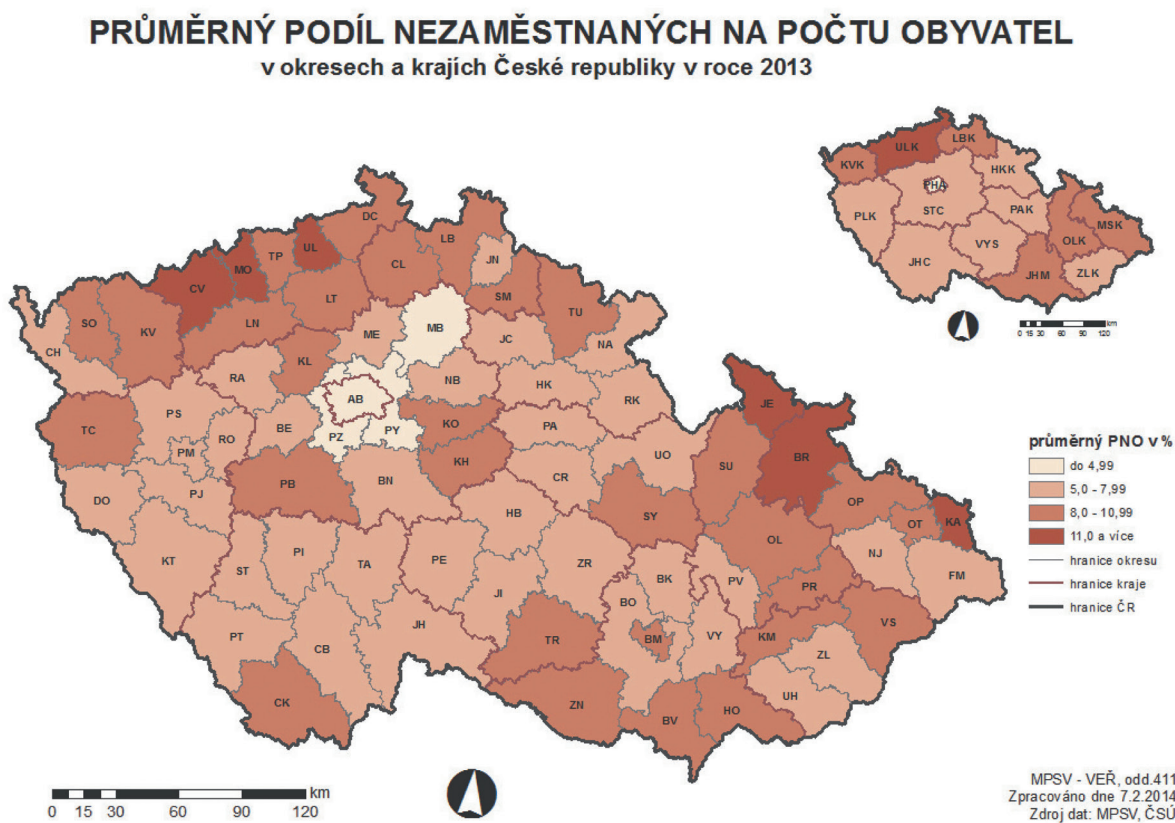 PRŮMĚRNÝ PODÍL NEZAMĚSTNANÝCH NA POČTU OBYVATEL
v okresech a krajích České republiky v roce 2013
KVK
ULK
LBK
HKK
PHA
STC
PLK
PAK
VYS
JHC
JHM
OLK
MSK
ZLK
km
0 15 30 60 90 120
DC
LB
JN
UL
TP
MO
CV
CL
LT
SM
TU
SO
KV
LN
ME
MB
JC
NA
CH
KL
RA
NB
HK
RK
AB
TC
PS
RO
BE
PZ
PY
KO
PA
PM
UO
JE
SU
BR
DO
PJ
PB
BN
KH
CR
SY
OP
OT
KA
KT
HB
OL
NJ
FM
ST
PI
TA
PE
ZR
JI
BK
PV
PR
BO
BM
VY
KM
VS
PT
CB
JH
TR
ZL
UH
CK
ZN
BV
HO
průměrný PNO v %
do 4,99
5,0 - 7,99
8,0 - 10,99
11,0 a více
hranice okresu
hranice kraje
hranice ČR
km
0 15 30 60 90 120
MPSV - VEŘ, odd.411
Zpracováno dne 7.2.2014
Zdroj dat: MPSV, ČSÚ